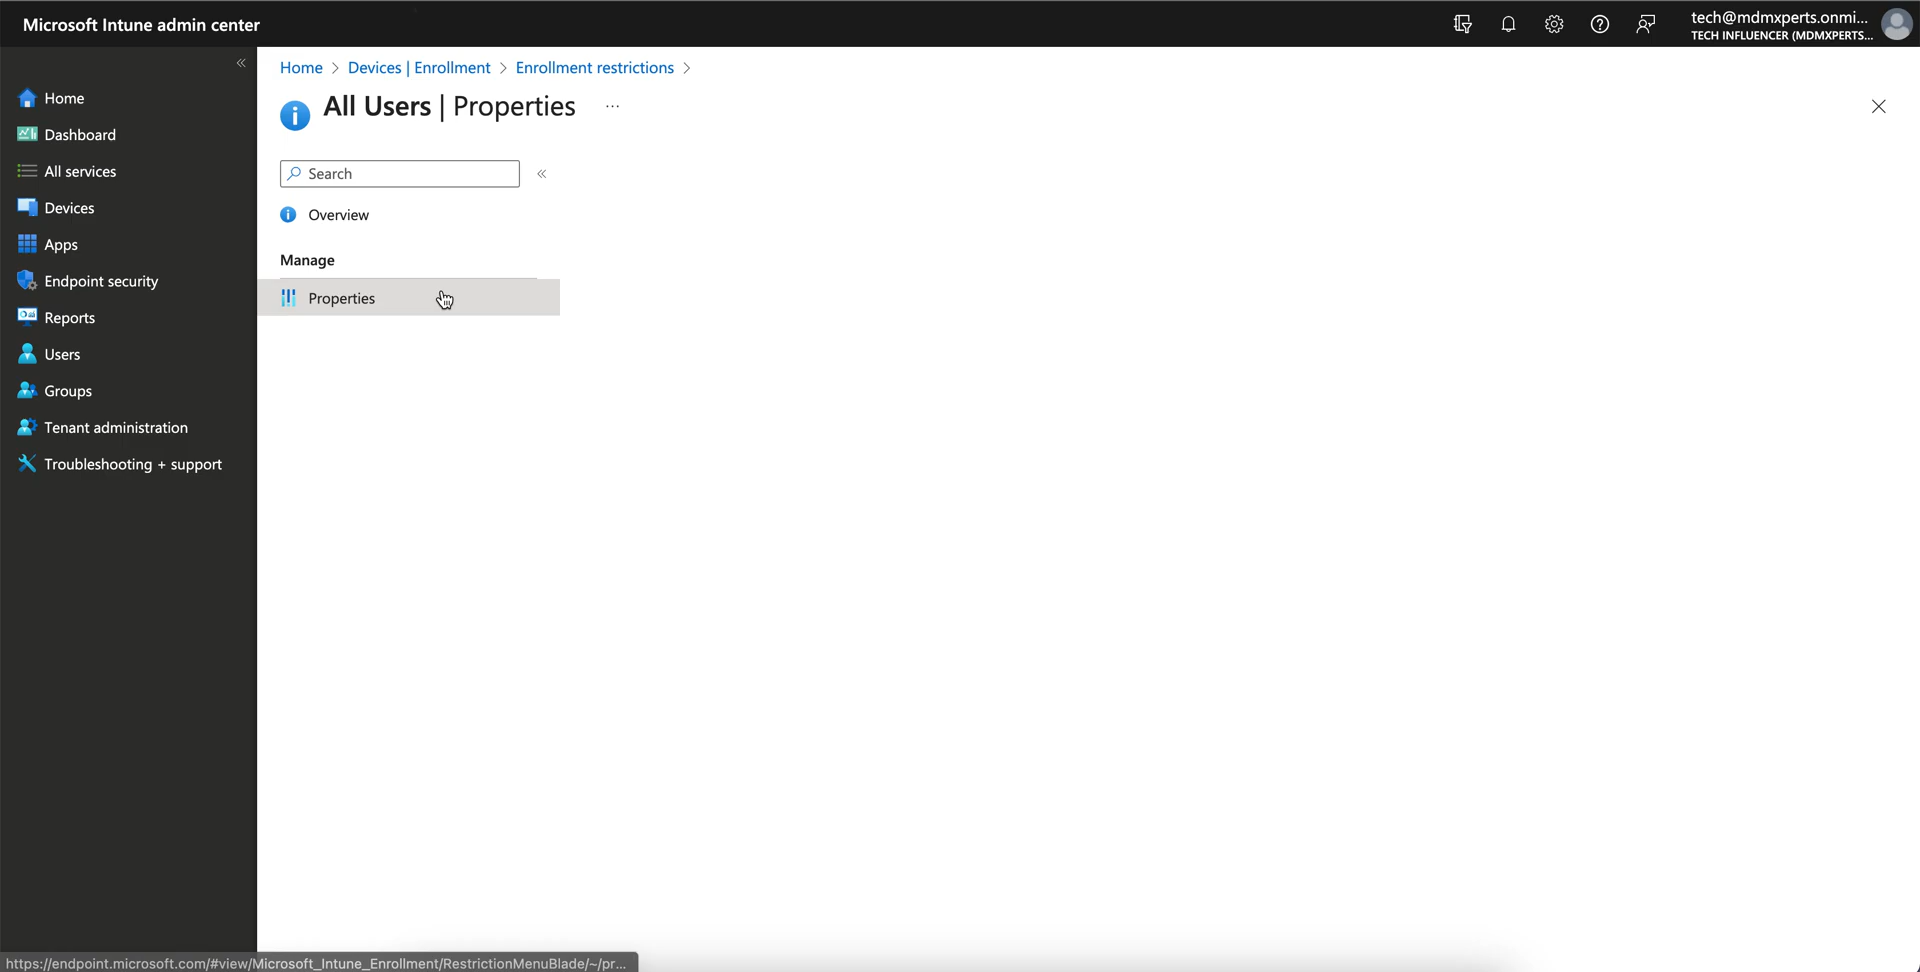 Microsoft Intune admin center
tech@mdmxperts.onmi...
TECH INFLUENCER (MDMXPERTS...
Home
Dashboard
All services
Devices
Apps
Endpoint security
Reports
Users
Groups
Tenant administration
Troubleshooting + support
Home > Devices | Enrollment > Enrollment restrictions >
All Users | Properties ...
Search
Overview
Manage
Properties
https://endpoint.microsoft.com/#view/Microsoft_Intune_Enrollment/RestrictionMenuBlade/~/pr...